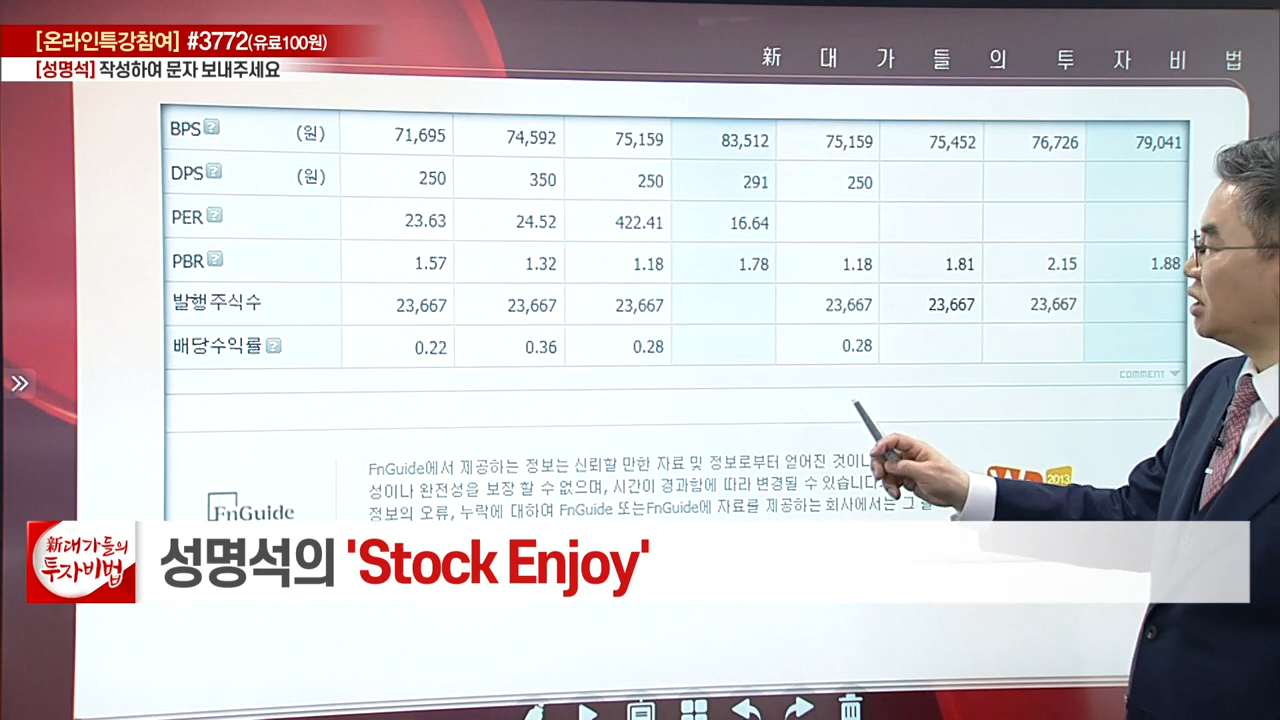 [온라인특강참여] #3772(유료100원)
[성명석] 작성하여 문자 보내주세요
新 대 가 들 의 투 자 비 법
BPS (원) 71,695 74,592 75,159 83,512 75,159 75,452 76,726 79,041
DPS (원) 250 350 250 291 250
PER 23.63 24.52 422.41 16.64
PBR 1.57 1.32 1.18 1.78 1.18 1.81 2.15 1.88
발행주식수 23,667 23,667 23,667 23,667 23,667 23,667
배당수익률 0.22 0.36 0.28 0.28
COMMENT
FnGuide에서 제공하는 정보는 신뢰할 만한 자료 및 정보로부터 얻어진 것이나
성이나 완전성을 보장 할 수 없으며, 시간이 경과함에 따라 변경될 수 있습니다.
정보의 오류, 누락에 대하여 FnGuide 또는FnGuide에 자료를 제공하는 회사에서는 그
FnGuide
2013
新대가들의
투자비법
성명석의 'Stock Enjoy'